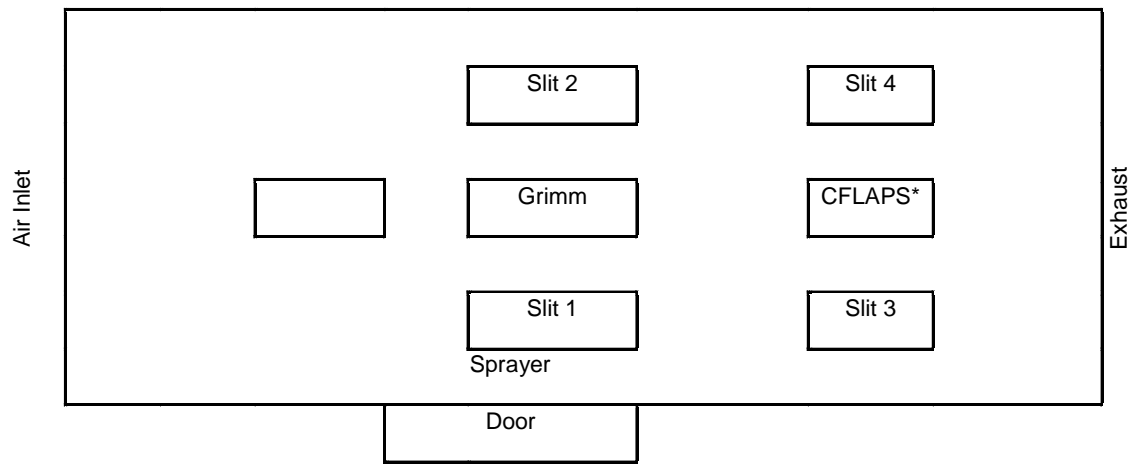 Slit 2
Slit 4
Air Inlet
Grimm
CFLAPS*
Exhaust
Slit 1
Slit 3
Sprayer
Door